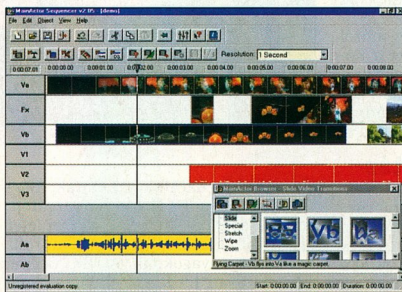 MainActor Sequencer v2.05 - [demo]
File Edit Object View Help
Resolution: 1 Second
0:00:07.01 0:00:00.00 0:00:01.00 0:00:02.00 0:00:03.00 0:00:04.00 0:00:05.00 0:00:06.00 0:00:07.00
Va
Fx
Vb
V1
V2
V3
MainActor Browser - Slide Video Transitions
Slide
Special
Stretch
Wipe
Zoom
Flying Carpet - Vb flys into Va like a magic carpet.
Aa
Ab
Unregistered evaluation copy
Start: 0:00:00.00 End: 0:00:00.00 Duration: 0:00:00.00